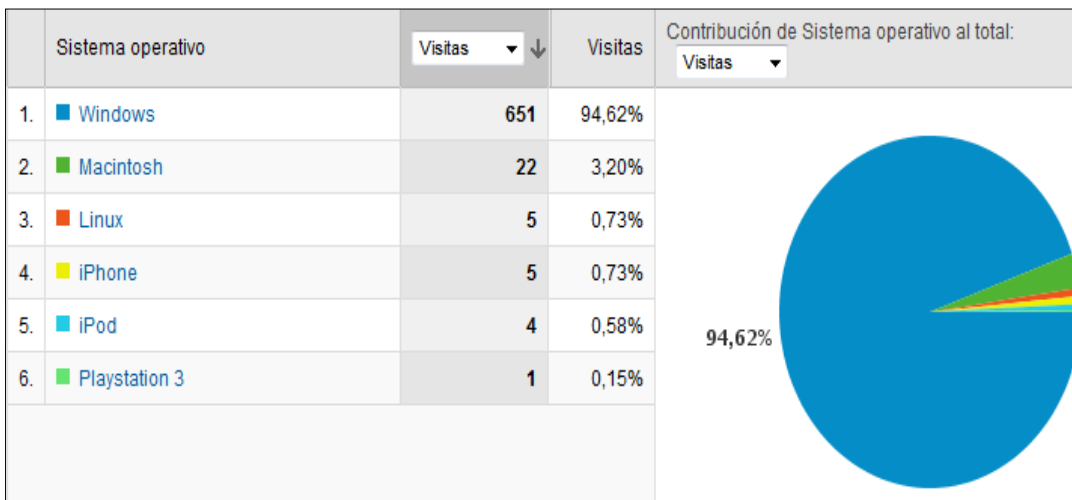 Sistema operativo Visitas Visitas
Contribución de Sistema operativo al total:
Visitas
1. Windows 651 94,62%
2. Macintosh 22 3,20%
3. Linux 5 0,73%
4. iPhone 5 0,73%
5. iPod 4 0,58%
6. Playstation 3 1 0,15%
94,62%